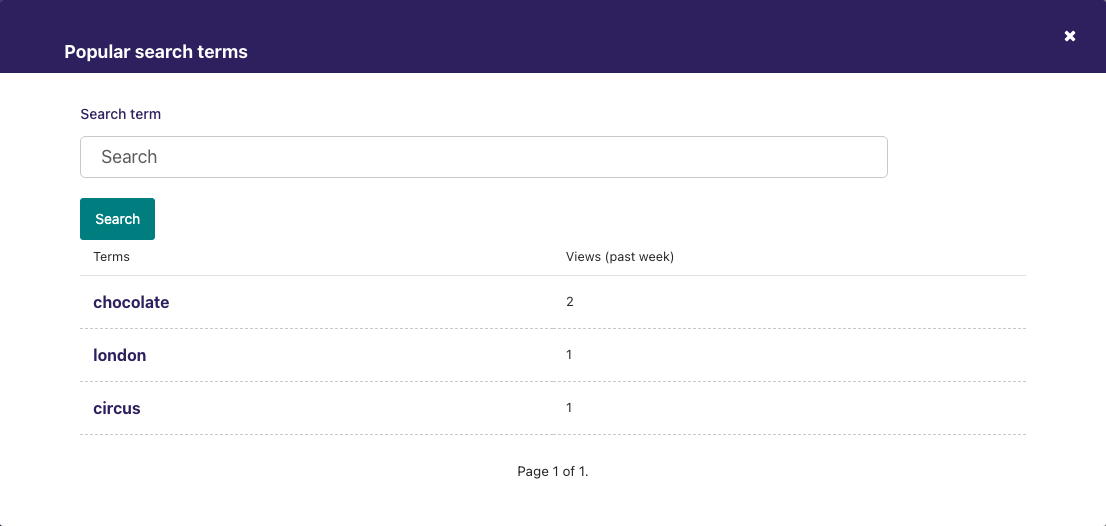 Popular search terms
Search term
Search
Search
Terms Views (past week)
chocolate 2
london 1
circus 1
Page 1 of 1.